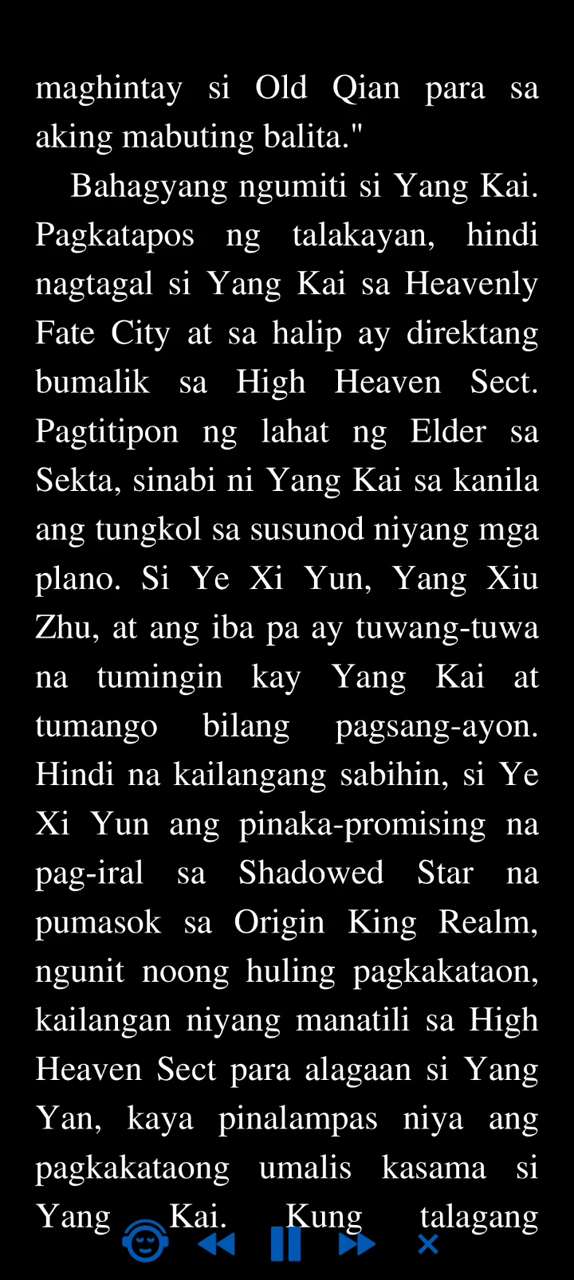 maghintay si Old Qian para sa
aking mabuting balita."
Bahagyang ngumiti si Yang Kai.
Pagkatapos ng talakayan, hindi
nagtagal si Yang Kai sa Heavenly
Fate City at sa halip ay direktang
bumalik sa High Heaven Sect.
Pagtitipon ng lahat ng Elder sa
Sekta, sinabi ni Yang Kai sa kanila
ang tungkol sa susunod niyang mga
plano. Si Ye Xi Yun, Yang Xiu
Zhu, at ang iba pa ay tuwang-tuwa
na tumingin kay Yang Kai at
tumango bilang pagsang-ayon.
Hindi na kailangang sabihin, si Ye
Xi Yun ang pinaka-promising na
pag-iral sa Shadowed Star na
pumasok sa Origin King Realm,
ngunit noong huling pagkakataon,
kailangan niyang manatili sa High
Heaven Sect para alagaan si Yang
Yan, kaya pinalampas niya ang
pagkakataong umalis kasama si
Yang Kai. Kung talagang